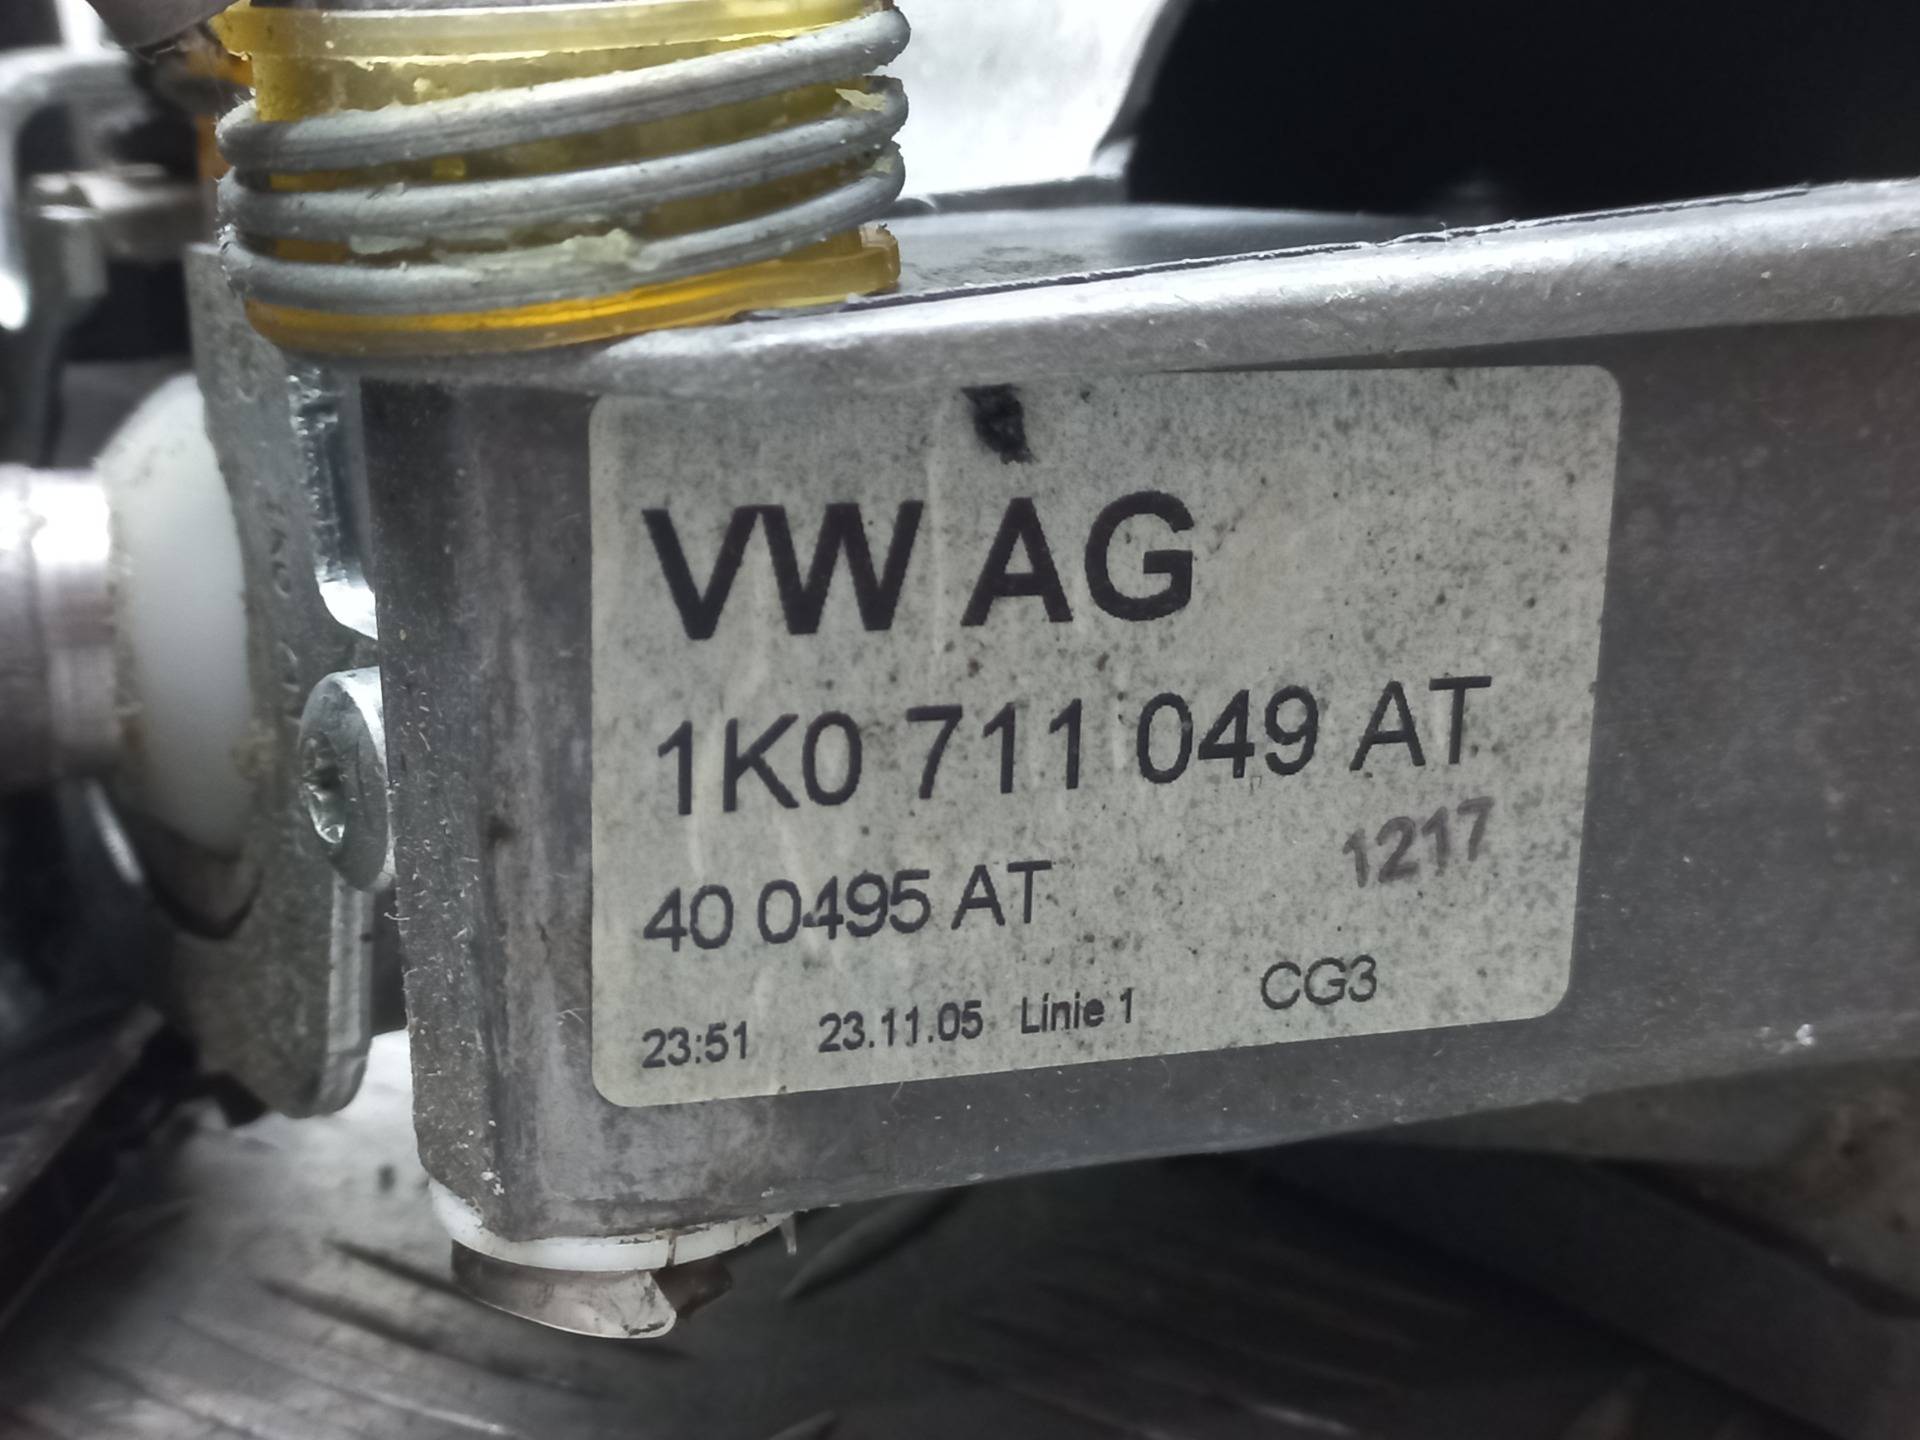 VW AG
1K0 711 049 AT
1217
40 0495 AT
23:51 23.11.05 Linie 1 CG3